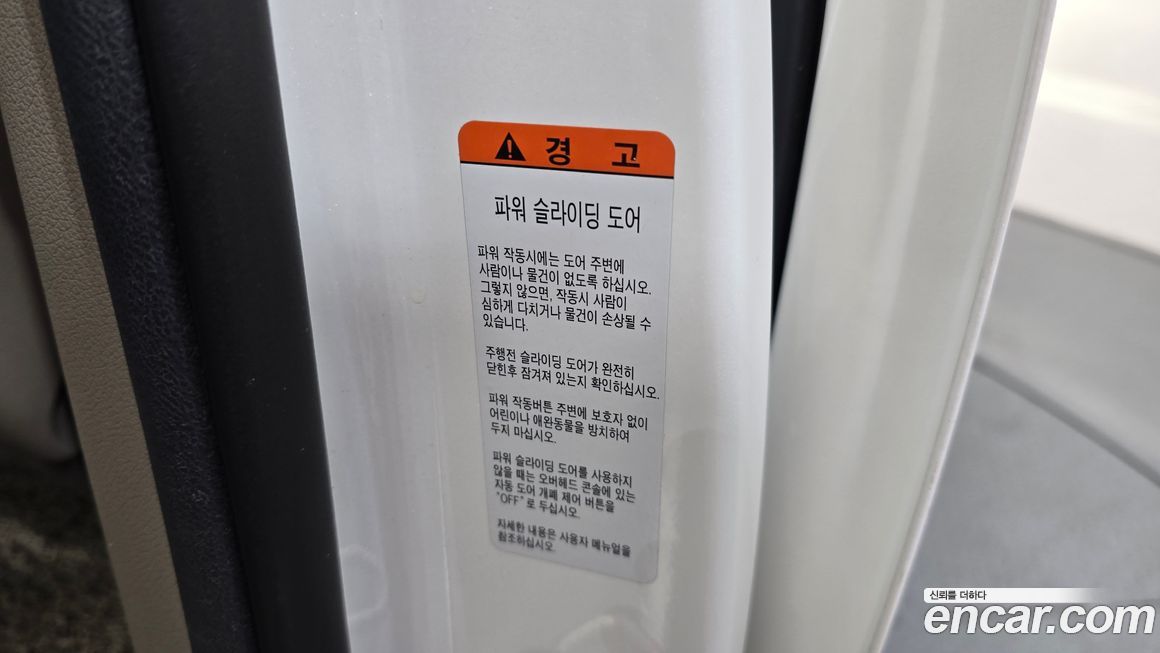 경 고
파워 슬라이딩 도어
파워 작동시에는 도어 주변에
사람이나 물건이 없도록 하십시오.
그렇지 않으면, 작동시 사람이
심하게 다치거나 물건이 손상될 수
있습니다.
주행전 슬라이딩 도어가 완전히
닫힌후 잠겨져 있는지 확인하십시오.
파워 작동버튼 주변에 보호자 없이
어린이나 애완동물을 방치하여
두지 마십시오.
파워 슬라이딩 도어를 사용하지
않을 때는 오버헤드 콘솔에 있는
자동 도어 개폐 제어 버튼을
"OFF"로 두십시오.
자세한 내용은 사용자 메뉴얼을
참조하십시오.
신뢰를 더하다
encar.com